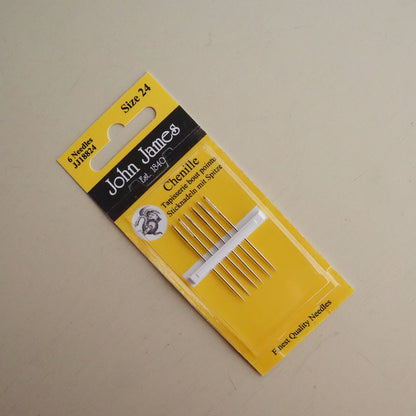 Size 24
6 Needles
JJ18824
John James
Est. 1840
Chenille
Tapisserie bout pointu
Sticknadeln mit Spitze
Finest Quality Needles